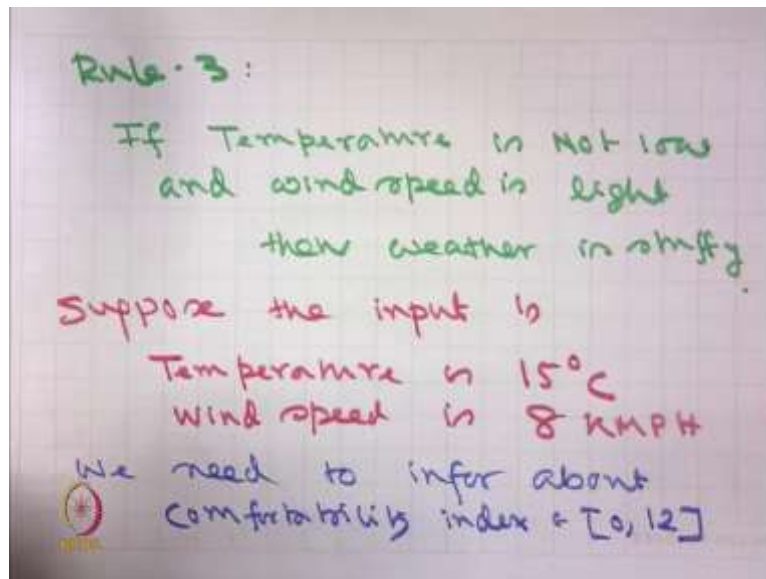 Rule-3:
If Temperature is Not low
and wind speed is light
then weather is stuffy.
Suppose the input is
Temperature is 15°C
Wind speed is 8 KMPH
We need to infer about
Comfortability index ∈ [0, 12]